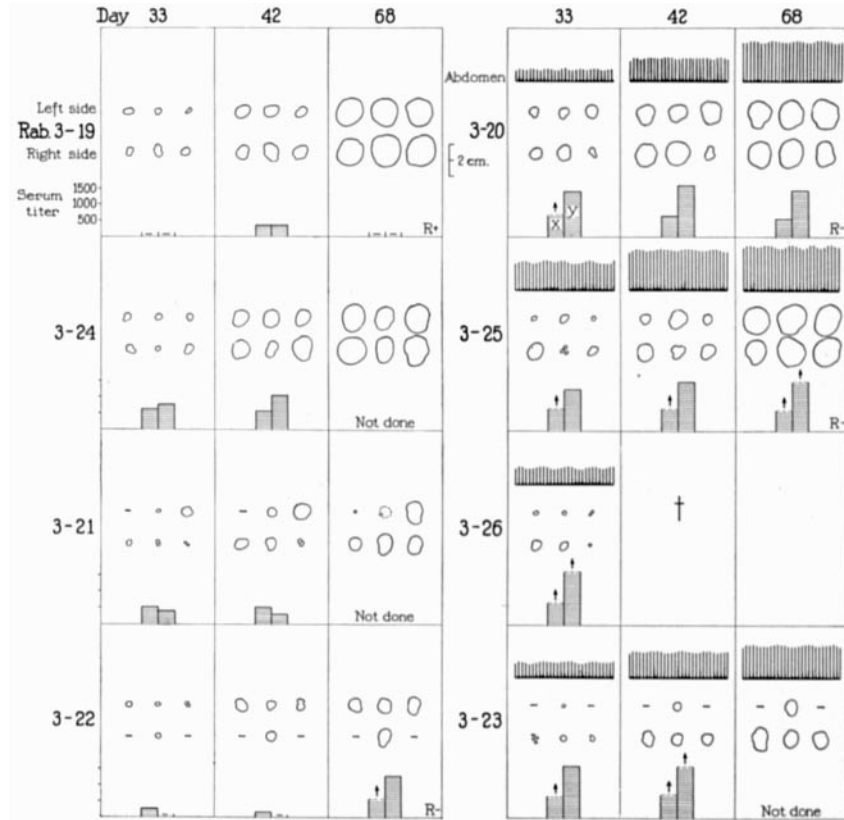 Day 33 42 68 33 42 68
Abdomen
Left side
Rab. 3-19 3-20
Right side
2 cm.
Serum titer
1500
1000
500
x y
R+ R-
3-24 3-25
Not done R-
3-21 3-26
†
Not done
3-22 3-23
R- Not done